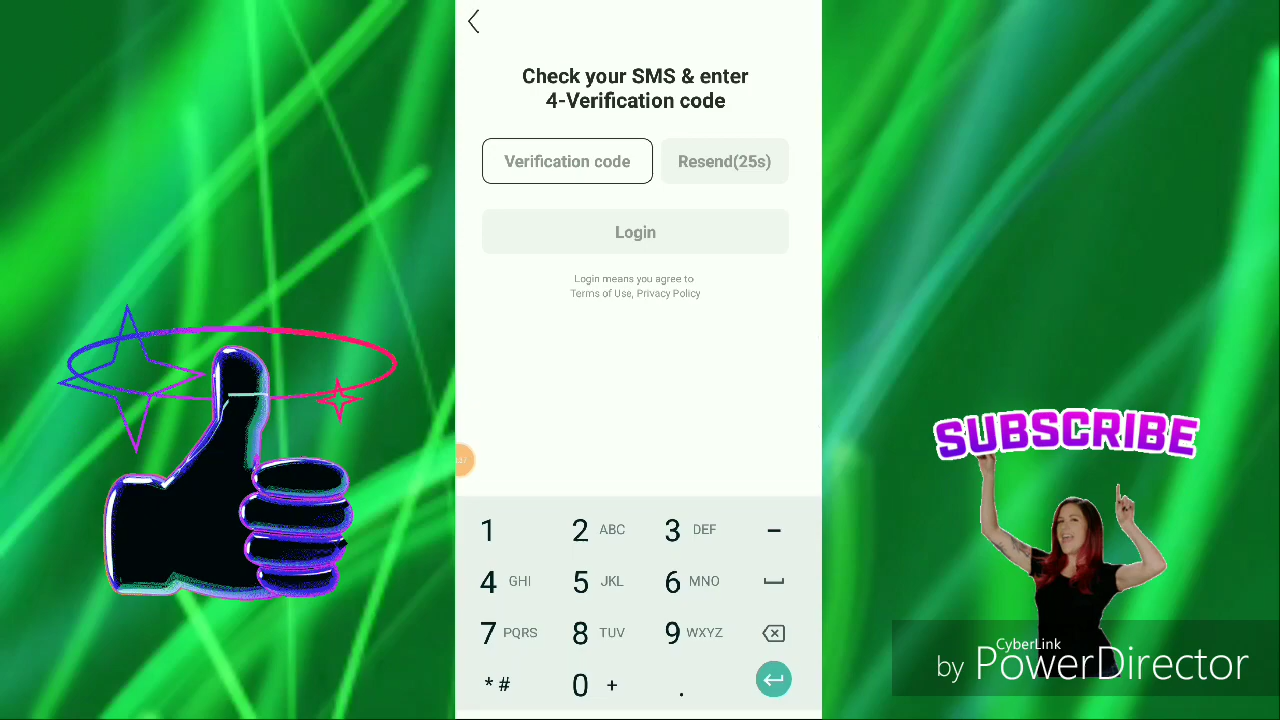 Check your SMS & enter
4-Verification code
Verification code
Resend(25s)
Login
Login means you agree to
Terms of Use, Privacy Policy
SUBSCRIBE
1
2 ABC
3 DEF
-
4 GHI
5 JKL
6 MNO
7 PQRS
8 TUV
9 WXYZ
* #
0 +
.
CyberLink
by PowerDirector